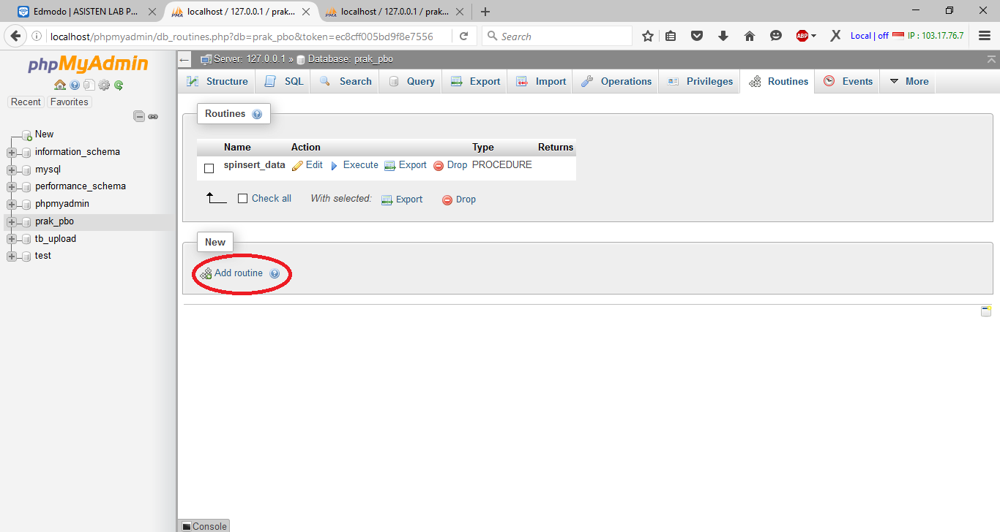 Edmodo | ASISTEN LAB P...
localhost / 127.0.0.1 / prak...
localhost / 127.0.0.1 / prak...
localhost/phpmyadmin/db_routines.php?db=prak_pbo&token=ec8cff005bd9f8e7556
Search
ABP
Local | off IP : 103.17.76.7
phpMyAdmin
Recent Favorites
New
information_schema
mysql
performance_schema
phpmyadmin
prak_pbo
tb_upload
test
Server: 127.0.0.1 » Database: prak_pbo
Structure SQL Search Query Export Import Operations Privileges Routines Events More
Routines
Name Action Type Returns
spinsert_data Edit Execute Export Drop PROCEDURE
Check all With selected: Export Drop
New
Add routine
Console